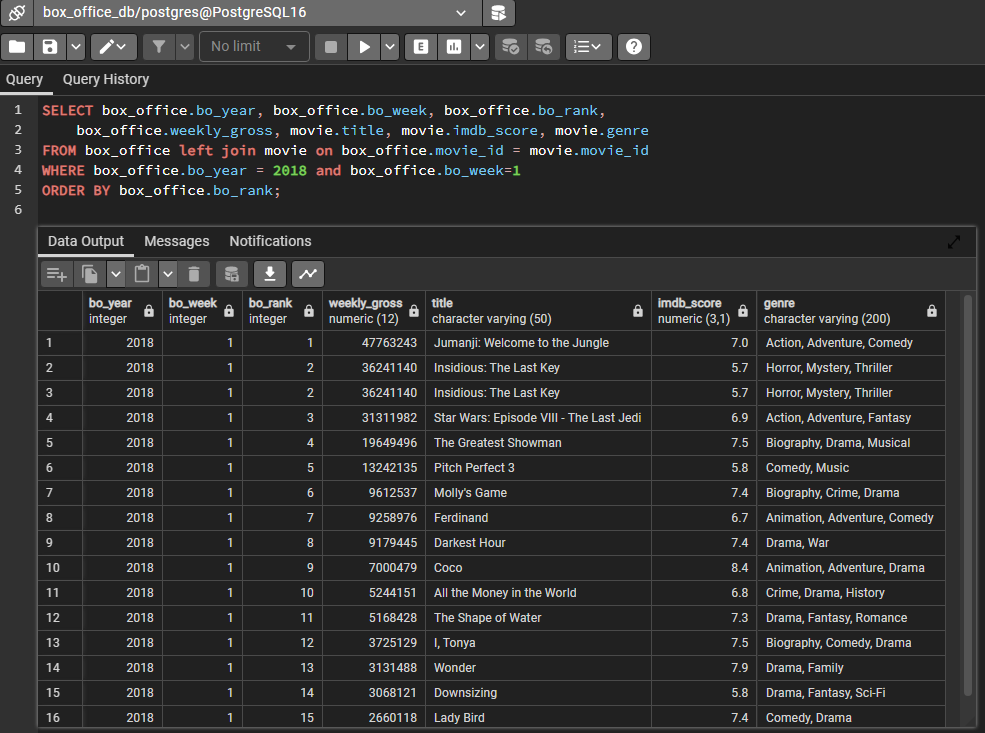 box_office_db/postgres@PostgreSQL16
No limit
E
Query Query History
1 SELECT box_office.bo_year, box_office.bo_week, box_office.bo_rank,
2 box_office.weekly_gross, movie.title, movie.imdb_score, movie.genre
3 FROM box_office left join movie on box_office.movie_id = movie.movie_id
4 WHERE box_office.bo_year = 2018 and box_office.bo_week=1
5 ORDER BY box_office.bo_rank;
6
Data Output Messages Notifications
bo_year bo_week bo_rank weekly_gross title imdb_score genre
integer integer integer numeric (12) character varying (50) numeric (3,1) character varying (200)
1 2018 1 1 47763243 Jumanji: Welcome to the Jungle 7.0 Action, Adventure, Comedy
2 2018 1 2 36241140 Insidious: The Last Key 5.7 Horror, Mystery, Thriller
3 2018 1 2 36241140 Insidious: The Last Key 5.7 Horror, Mystery, Thriller
4 2018 1 3 31311982 Star Wars: Episode VIII - The Last Jedi 6.9 Action, Adventure, Fantasy
5 2018 1 4 19649496 The Greatest Showman 7.5 Biography, Drama, Musical
6 2018 1 5 13242135 Pitch Perfect 3 5.8 Comedy, Music
7 2018 1 6 9612537 Molly's Game 7.4 Biography, Crime, Drama
8 2018 1 7 9258976 Ferdinand 6.7 Animation, Adventure, Comedy
9 2018 1 8 9179445 Darkest Hour 7.4 Drama, War
10 2018 1 9 7000479 Coco 8.4 Animation, Adventure, Drama
11 2018 1 10 5244151 All the Money in the World 6.8 Crime, Drama, History
12 2018 1 11 5168428 The Shape of Water 7.3 Drama, Fantasy, Romance
13 2018 1 12 3725129 I, Tonya 7.5 Biography, Comedy, Drama
14 2018 1 13 3131488 Wonder 7.9 Drama, Family
15 2018 1 14 3068121 Downsizing 5.8 Drama, Fantasy, Sci-Fi
16 2018 1 15 2660118 Lady Bird 7.4 Comedy, Drama